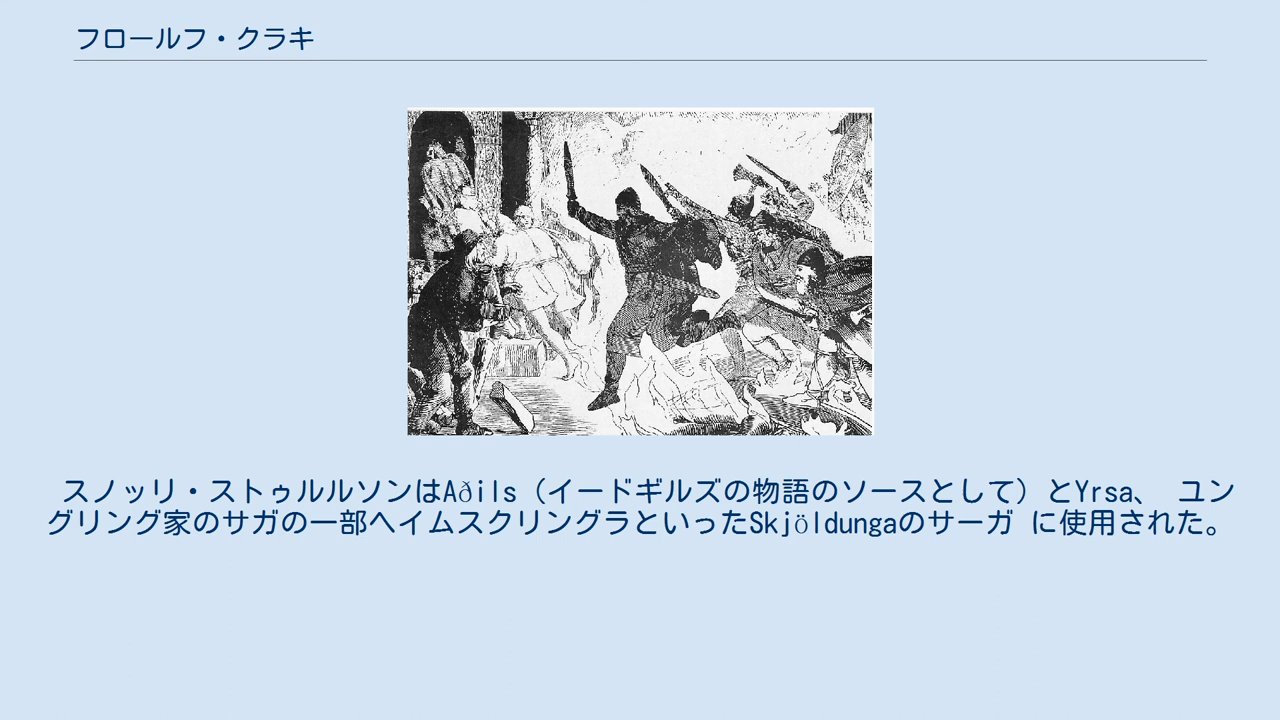 フロールフ・クラキ
スノッリ・ストゥルルソンはAðils（イードギルズの物語のソースとして）とYrsa、 ユン
グリング家のサガの一部ヘイムスクリングラといったSkjöldungaのサーガ に使用された。